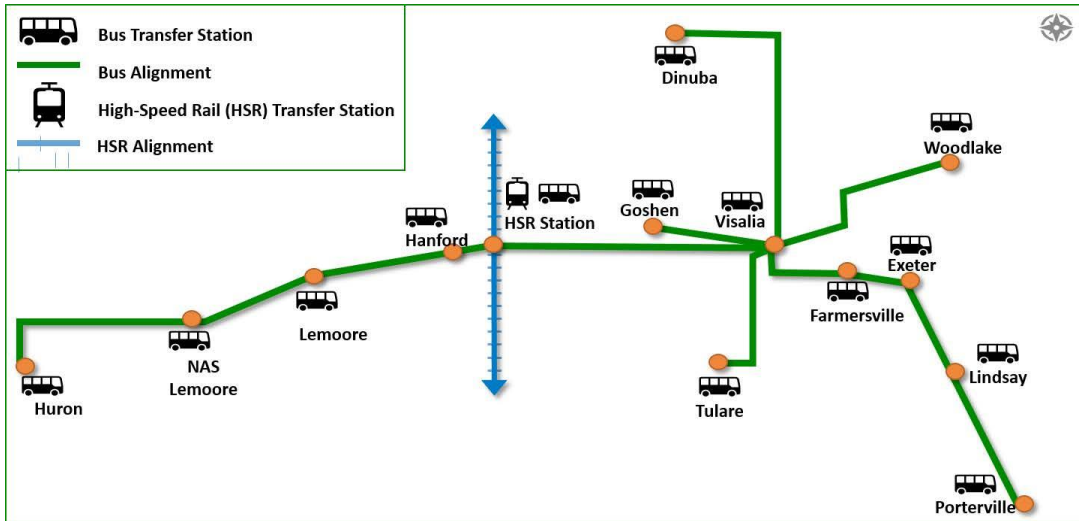 Bus Transfer Station
Bus Alignment
High-Speed Rail (HSR) Transfer Station
HSR Alignment
Dinuba
Woodlake
HSR Station
Goshen
Visalia
Hanford
Exeter
Farmersville
Lemoore
NAS
Lemoore
Lindsay
Huron
Tulare
Porterville